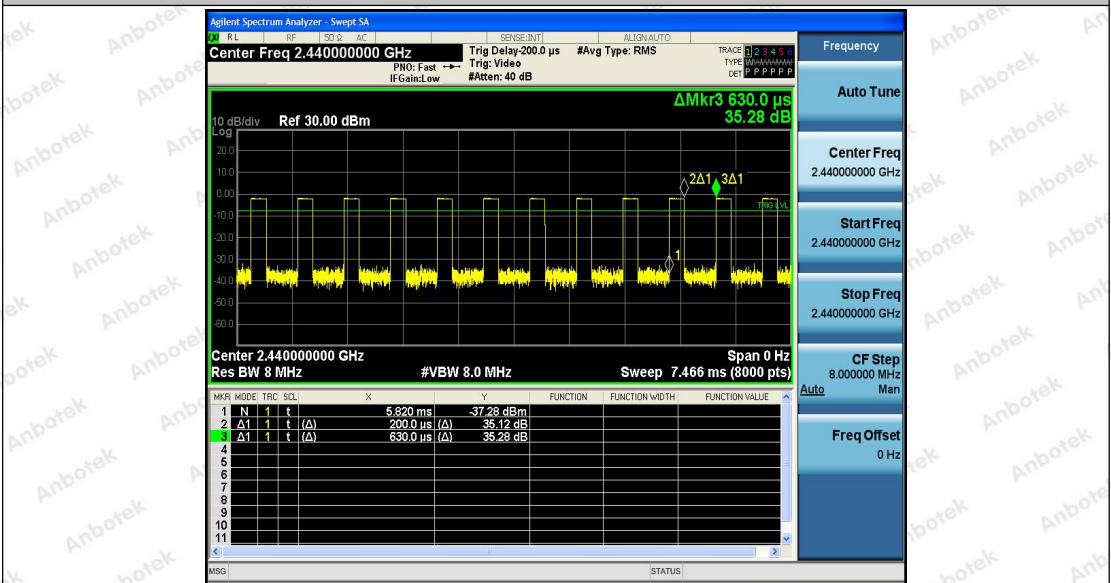 Agilent Spectrum Analyzer - Swept SA
RL RF 50 Ω AC SENSE:INT ALIGNAUTO
Center Freq 2.440000000 GHz
PNO: Fast
IFGain:Low
Trig Delay-200.0 µs
Trig: Video
#Atten: 40 dB
#Avg Type: RMS
TRACE 1 2 3 4 5 6
TYPE
DET P P P P P P
ΔMkr3 630.0 µs
35.28 dB
10 dB/div Ref 30.00 dBm
Log
20.0
10.0
0.00
-10.0
-20.0
-30.0
-40.0
-50.0
-60.0
2Δ1 3Δ1
TRIG LVL
1
Center 2.440000000 GHz Span 0 Hz
Res BW 8 MHz #VBW 8.0 MHz Sweep 7.466 ms (8000 pts)
MKR MODE TRC SCL X Y FUNCTION FUNCTION WIDTH FUNCTION VALUE
1 N 1 t 5.820 ms -37.28 dBm
2 Δ1 1 t (Δ) 200.0 µs (Δ) 35.12 dB
3 Δ1 1 t (Δ) 630.0 µs (Δ) 35.28 dB
4
5
6
7
8
9
10
11
MSG STATUS
Frequency
Auto Tune
Center Freq
2.440000000 GHz
Start Freq
2.440000000 GHz
Stop Freq
2.440000000 GHz
CF Step
8.000000 MHz
Auto Man
Freq Offset
0 Hz
Anbotek